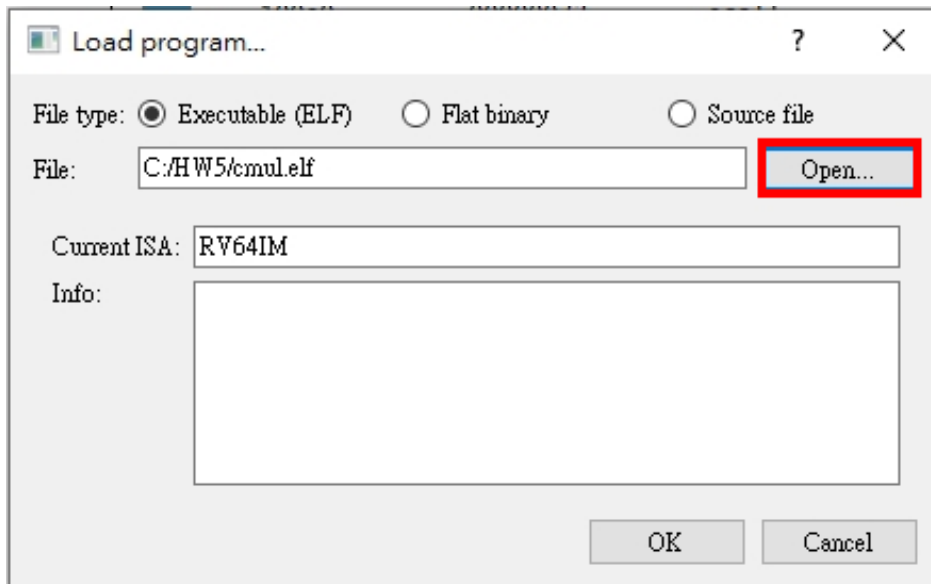 Load program...
?
File type: Executable (ELF) Flat binary Source file
File: C:/HW5/cmul.elf Open...
Current ISA: RV64IM
Info:
OK Cancel